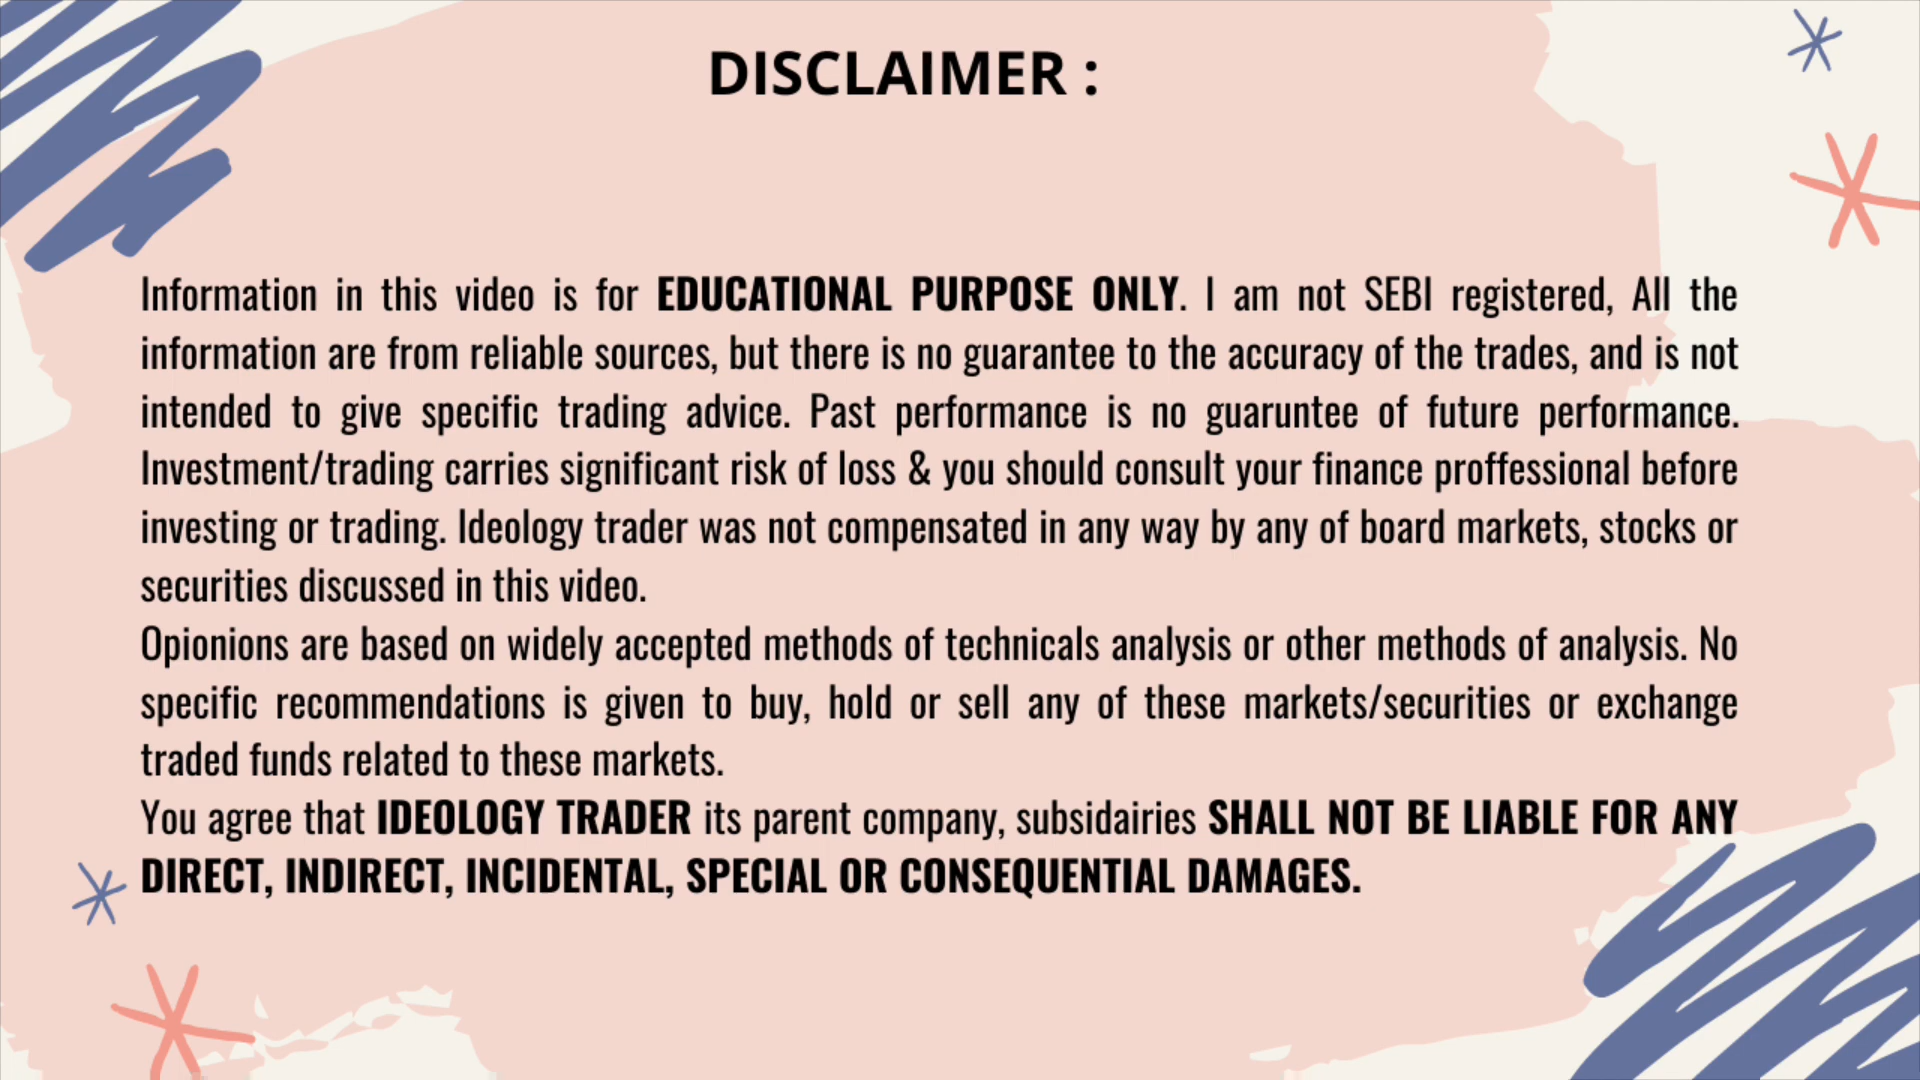 DISCLAIMER :
Information in this video is for EDUCATIONAL PURPOSE ONLY. I am not SEBI registered, All the
information are from reliable sources, but there is no guarantee to the accuracy of the trades, and is not
intended to give specific trading advice. Past performance is no guaruntee of future performance.
Investment/trading carries significant risk of loss & you should consult your finance proffessional before
investing or trading. Ideology trader was not compensated in any way by any of board markets, stocks or
securities discussed in this video.
Opionions are based on widely accepted methods of technicals analysis or other methods of analysis. No
specific recommendations is given to buy, hold or sell any of these markets/securities or exchange
traded funds related to these markets.
You agree that IDEOLOGY TRADER its parent company, subsidairies SHALL NOT BE LIABLE FOR ANY
DIRECT, INDIRECT, INCIDENTAL, SPECIAL OR CONSEQUENTIAL DAMAGES.